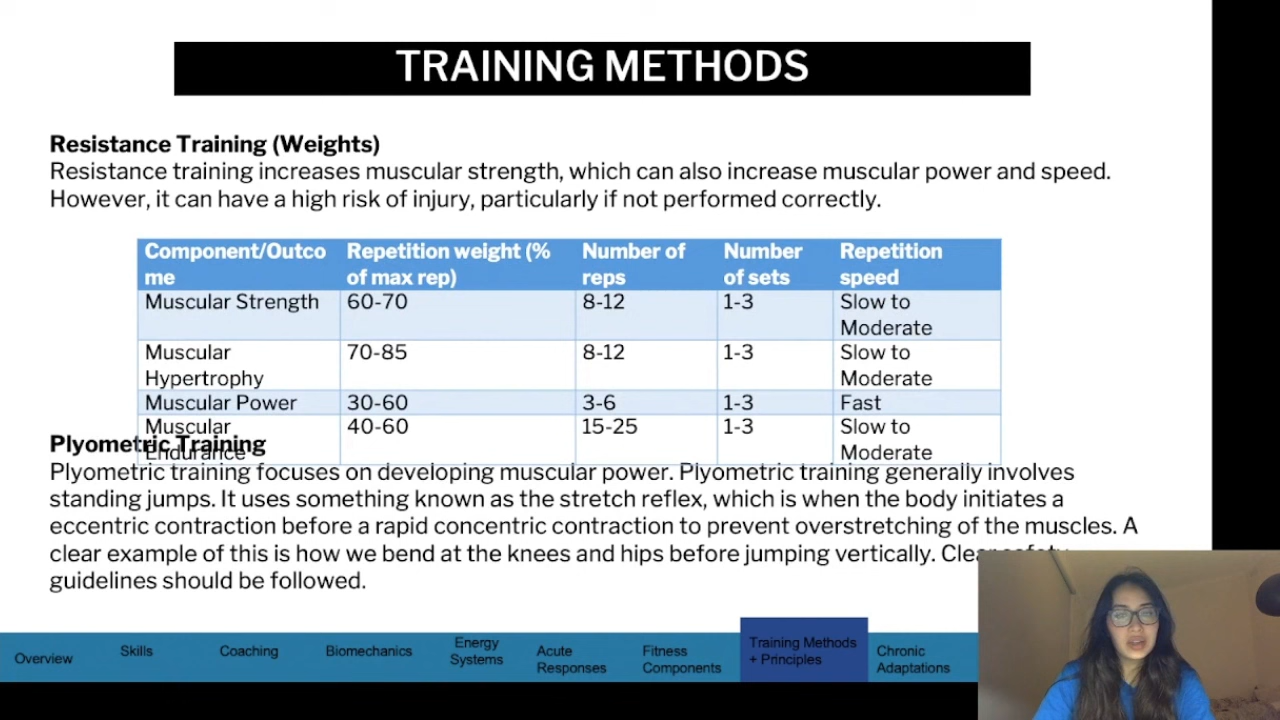 TRAINING METHODS
Resistance Training (Weights)
Resistance training increases muscular strength, which can also increase muscular power and speed.
However, it can have a high risk of injury, particularly if not performed correctly.
Component/Outco Repetition weight (% Number of Number Repetition
me of max rep) reps of sets speed
Muscular Strength 60-70 8-12 1-3 Slow to
Moderate
Muscular 70-85 8-12 1-3 Slow to
Hypertrophy Moderate
Muscular Power 30-60 3-6 1-3 Fast
Muscular 40-60 15-25 1-3 Slow to
Endurance Moderate
Plyometric Training
Plyometric training focuses on developing muscular power. Plyometric training generally involves
standing jumps. It uses something known as the stretch reflex, which is when the body initiates a
eccentric contraction before a rapid concentric contraction to prevent overstretching of the muscles. A
clear example of this is how we bend at the knees and hips before jumping vertically. Clear safety
guidelines should be followed.
Overview
Skills
Coaching
Biomechanics
Energy
Systems
Acute
Responses
Fitness
Components
Training Methods
+ Principles
Chronic
Adaptations